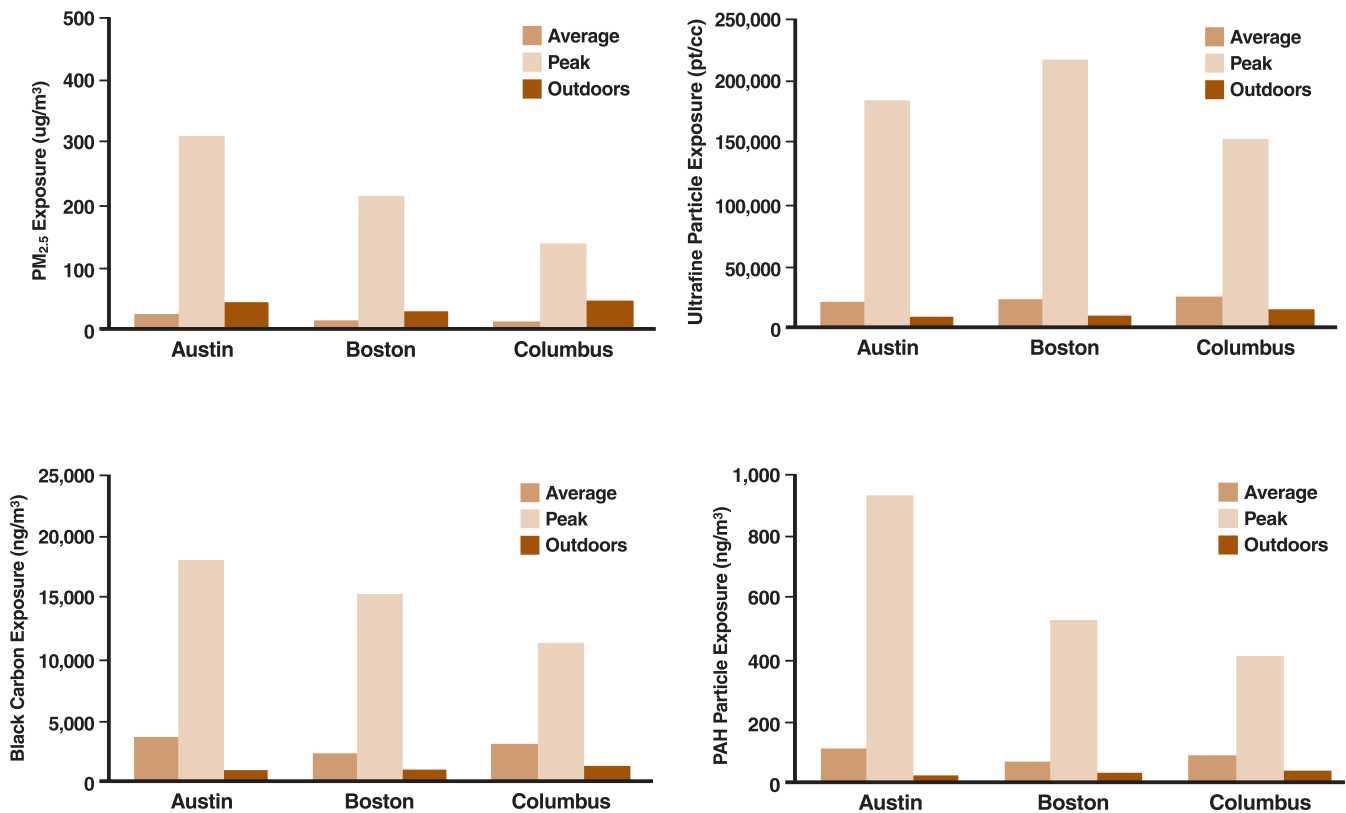 PM2.5 Exposure (ug/m³)
500
400
300
200
100
0
Average
Peak
Outdoors
Austin
Boston
Columbus
Ultrafine Particle Exposure (pt/cc)
250,000
200,000
150,000
100,000
50,000
0
Average
Peak
Outdoors
Austin
Boston
Columbus
Black Carbon Exposure (ng/m³)
25,000
20,000
15,000
10,000
5,000
0
Average
Peak
Outdoors
Austin
Boston
Columbus
PAH Particle Exposure (ng/m³)
1,000
800
600
400
200
0
Average
Peak
Outdoors
Austin
Boston
Columbus